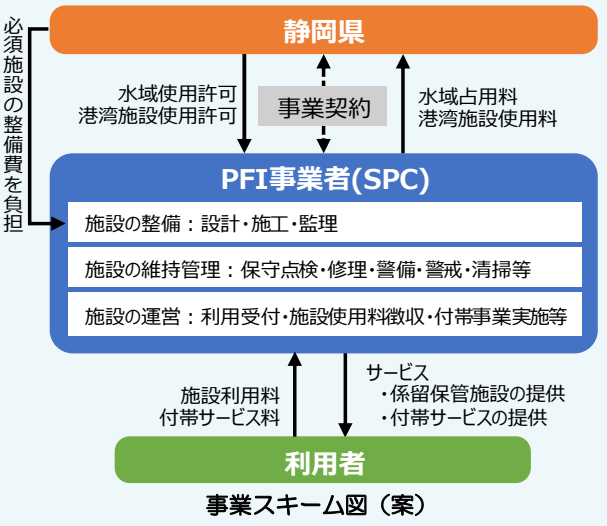 静岡県
必須施設の整備費を負担
水域使用許可
港湾施設使用許可
事業契約
水域占用料
港湾施設使用料
PFI事業者(SPC)
施設の整備：設計・施工・監理
施設の維持管理：保守点検・修理・警備・警戒・清掃等
施設の運営：利用受付・施設使用料徴収・付帯事業実施等
施設利用料
付帯サービス料
サービス
・係留保管施設の提供
・付帯サービスの提供
利用者
事業スキーム図（案）